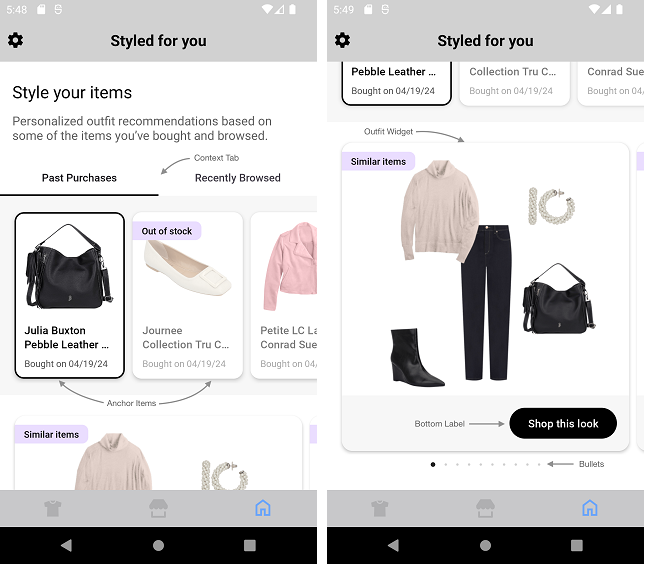 5:48
Styled for you
Style your items
Personalized outfit recommendations based on
some of the items you've bought and browsed.
Context Tab
Past Purchases
Recently Browsed
Out of stock
Julia Buxton
Pebble Leather ...
Bought on 04/19/24
Journee
Collection Tru C...
Bought on 04/19/24
Petite LC La
Conrad Sue
Bought on 04/
Anchor Items
Similar items
5:49
Styled for you
Pebble Leather ...
Bought on 04/19/24
Collection Tru C...
Bought on 04/19/24
Conrad Sue
Bought on 04/
Outfit Widget
Similar items
Bottom Label
Shop this look
Bullets